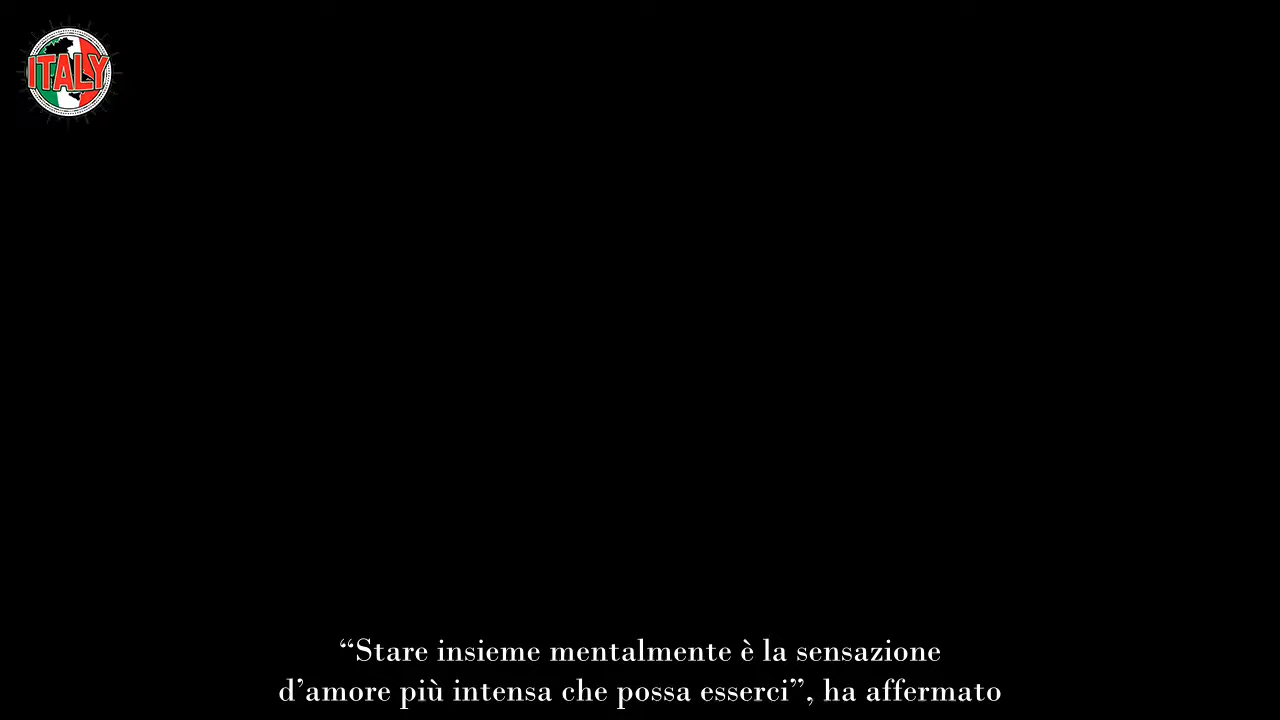 ITALY
“Stare insieme mentalmente è la sensazione
d’amore più intensa che possa esserci”, ha affermato